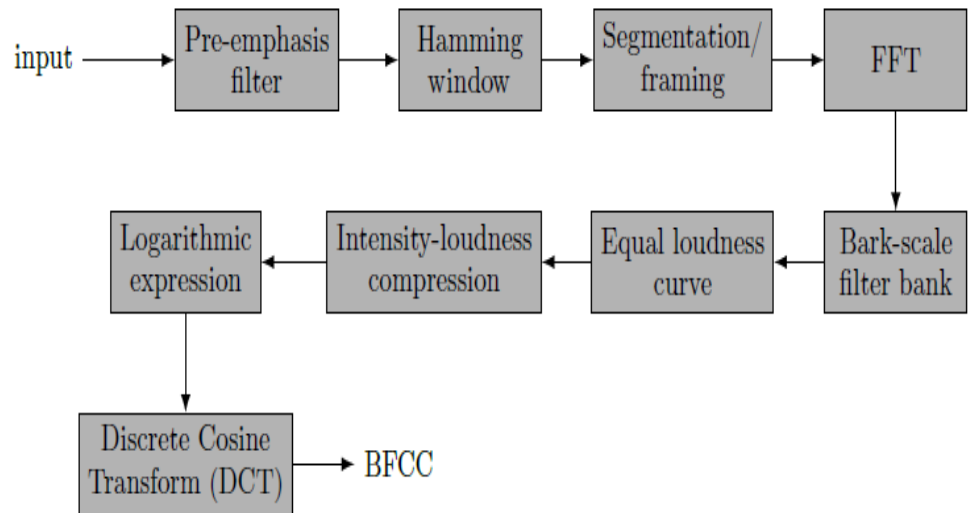 input
Pre-emphasis
filter
Hamming
window
Segmentation/
framing
FFT
Bark-scale
filter bank
Equal loudness
curve
Intensity-loudness
compression
Logarithmic
expression
Discrete Cosine
Transform (DCT)
BFCC